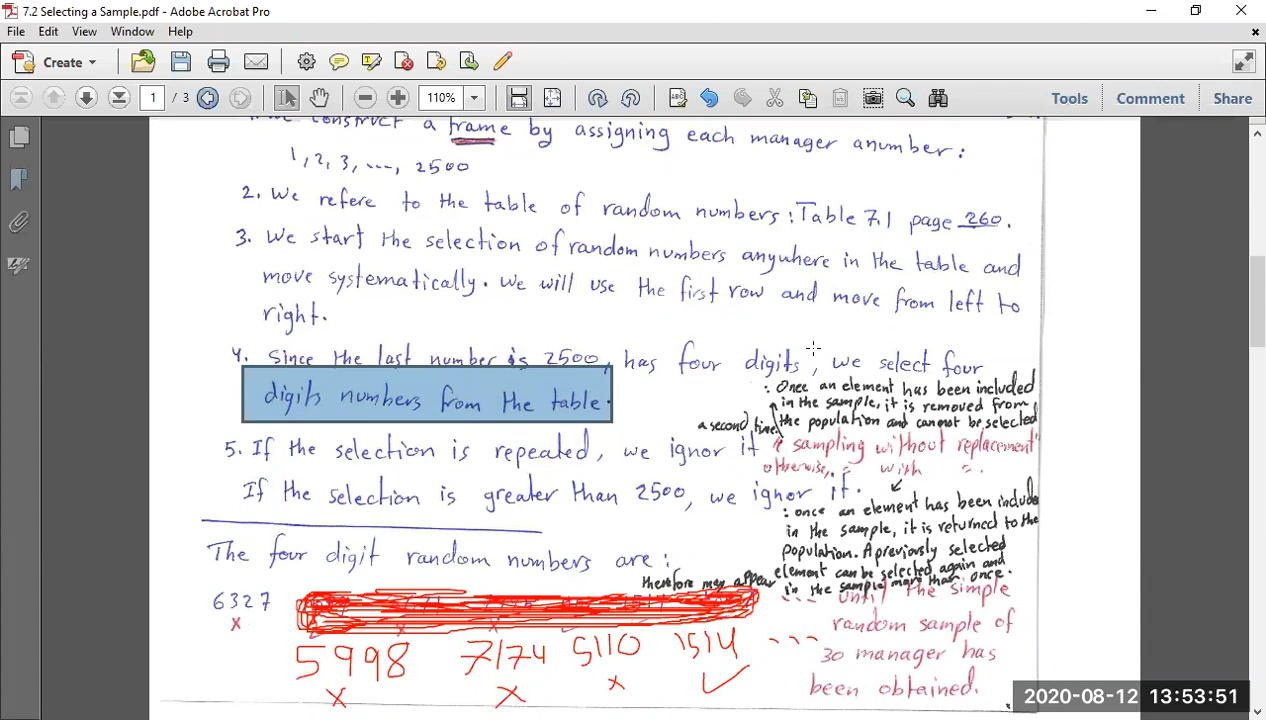 7.2 Selecting a Sample.pdf - Adobe Acrobat Pro
File Edit View Window Help
Create
1 / 3 110% Tools Comment Share
construct a frame by assigning each manager anumber:
1, 2, 3, ..., 2500
2. We refere to the table of random numbers: Table 7.1 page 260.
3. We start the selection of random numbers anywhere in the table and
move systematically. We will use the first row and move from left to
right.
4. Since the last number is 2500, has four digits, we select four
digits numbers from the table.
: Once an element has been included
in the sample, it is removed from
the population and cannot be selected
a second time.
5. If the selection is repeated, we ignor it "sampling without replacement"
otherwise, = with =.
If the selection is greater than 2500, we ignor it.
: once an element has been include
in the sample, it is returned to the
population. A previously selected
element can be selected again and
therefore may appear in the sample more than once.
The four digit random numbers are:
6327
x
5998 7174 5110 1514 ---
x x x ✓
--- until the simple
random sample of
30 manager has
been obtained.
2020-08-12 13:53:51